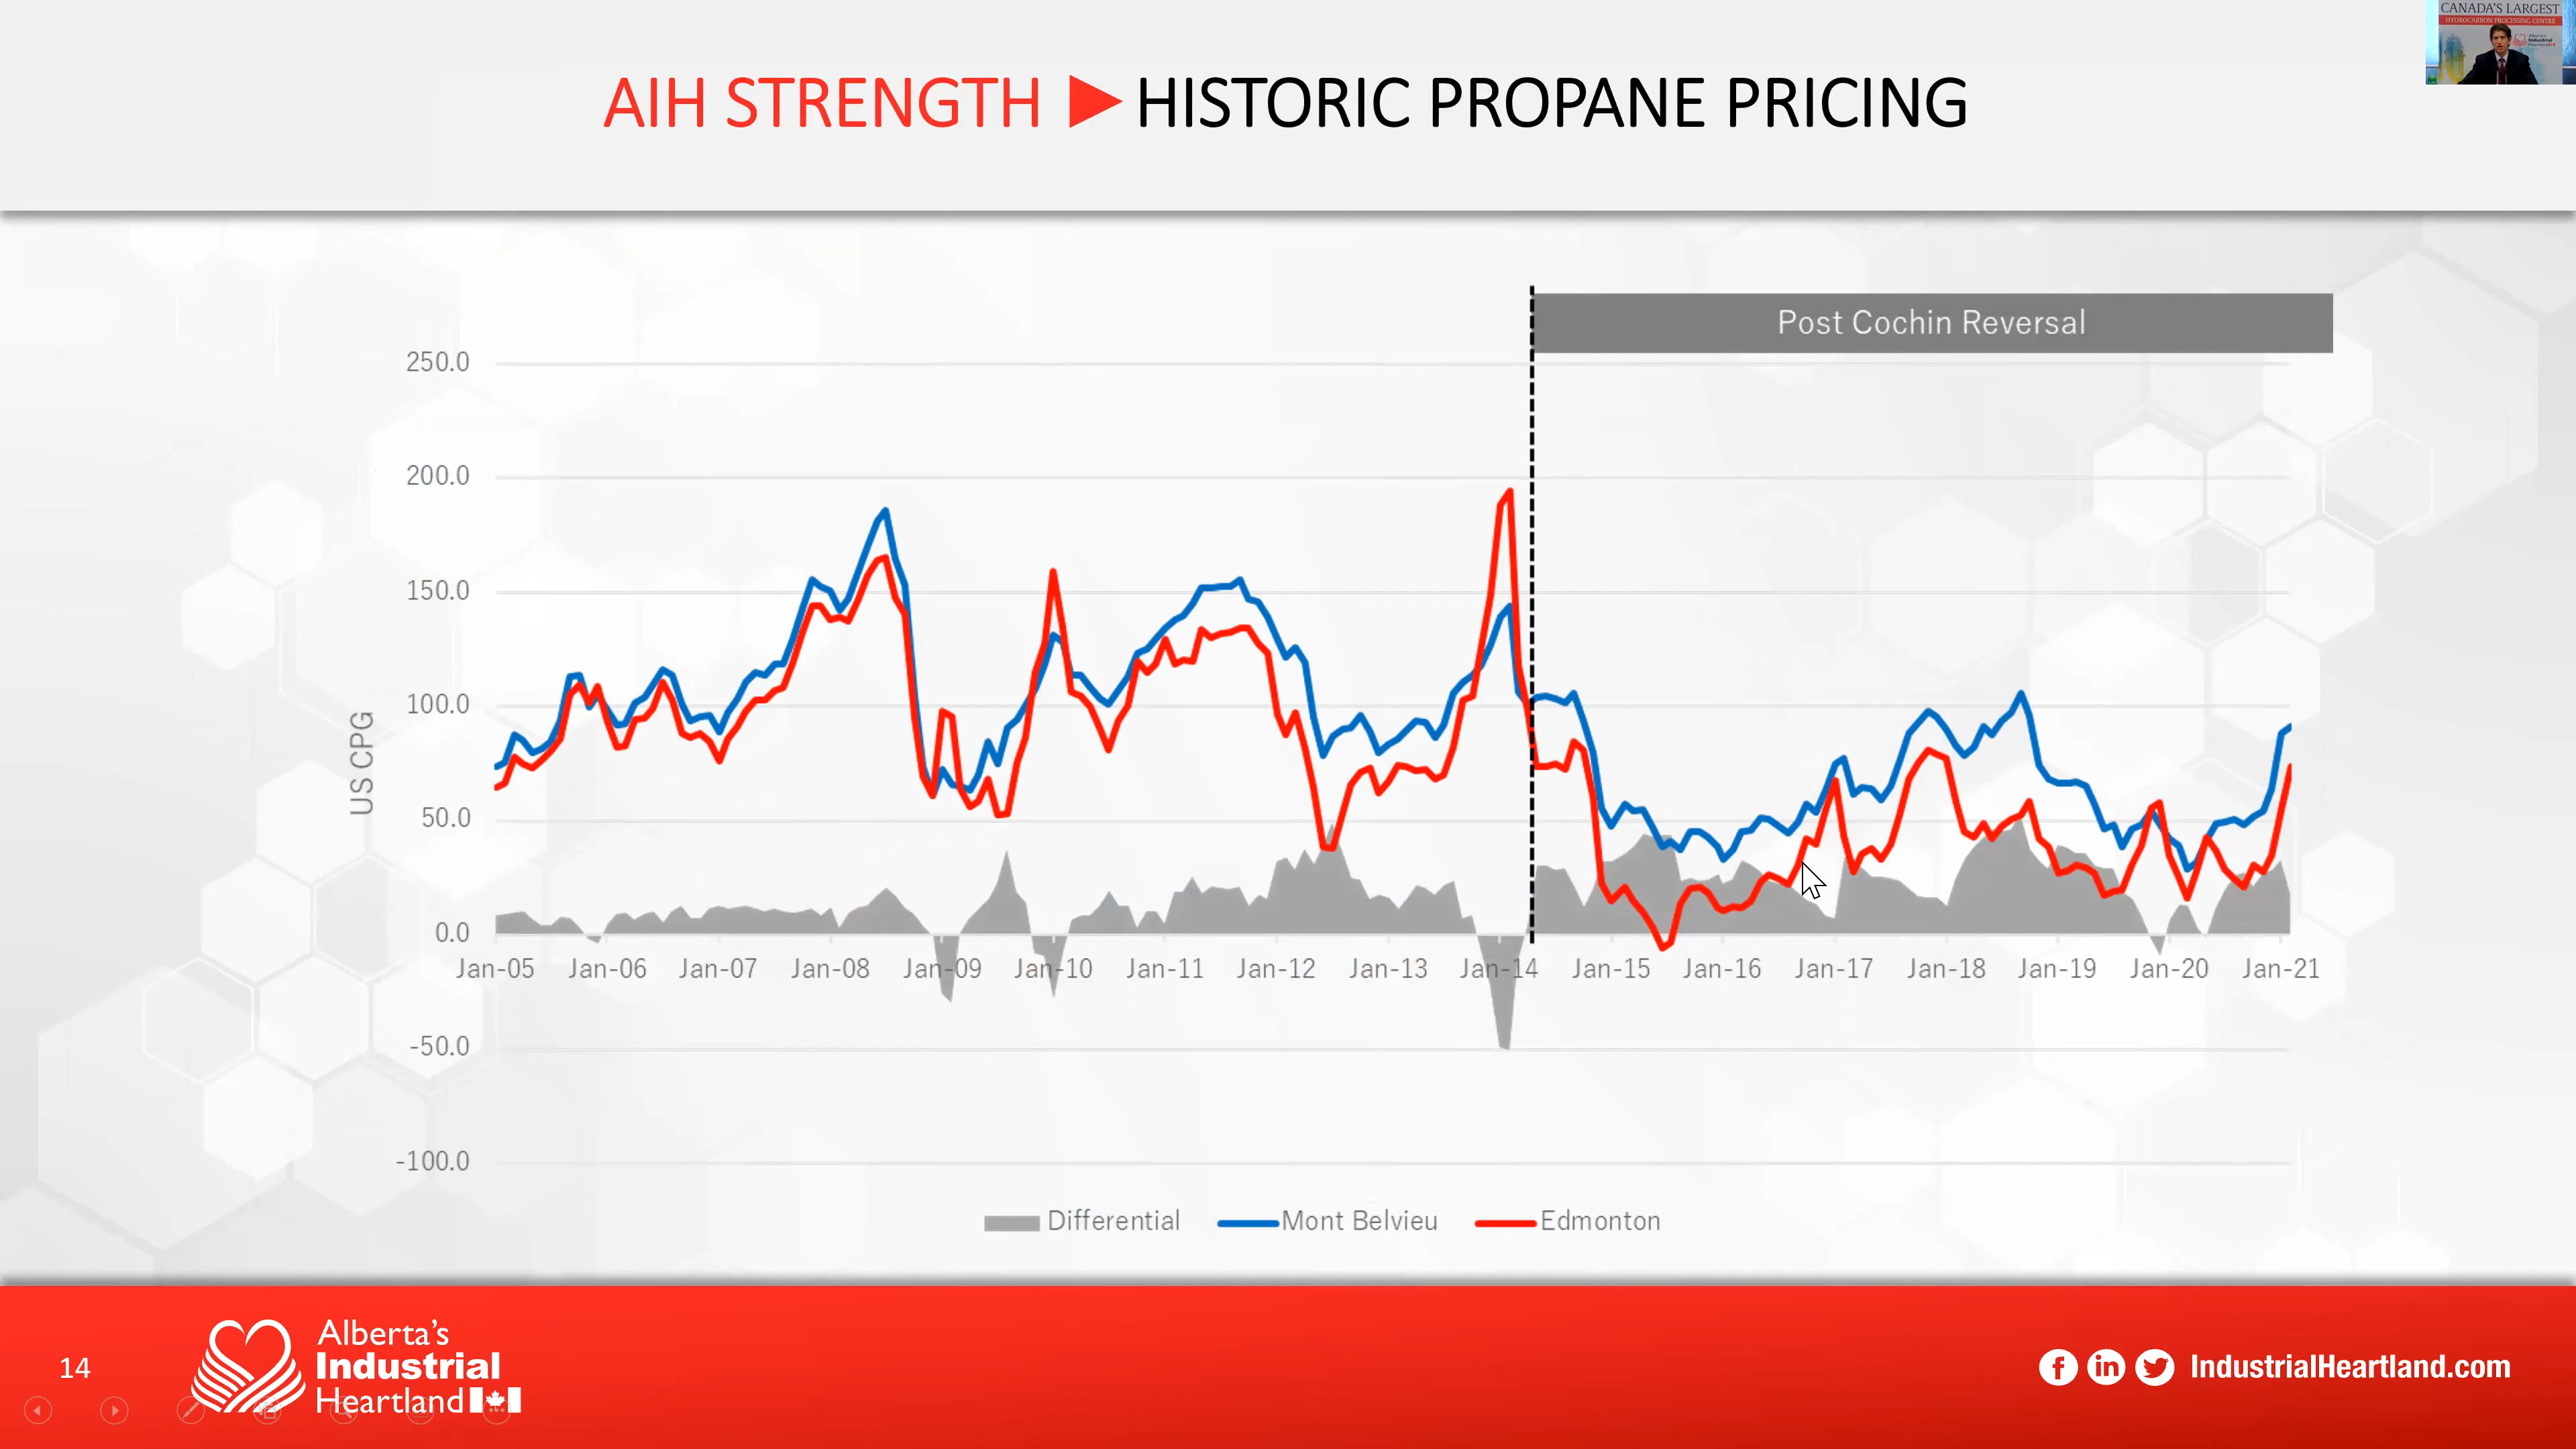 CANADA'S LARGEST
HYDROCARBON PROCESSING CENTRE
Alberta's
Industrial
AIH STRENGTH HISTORIC PROPANE PRICING
Post Cochin Reversal
250.0
200.0
150.0
100.0
50.0
0.0
-50.0
-100.0
US CPG
Jan-05 Jan-06 Jan-07 Jan-08 Jan-09 Jan-10 Jan-11 Jan-12 Jan-13 Jan-14 Jan-15 Jan-16 Jan-17 Jan-18 Jan-19 Jan-20 Jan-21
Differential Mont Belvieu Edmonton
14
Alberta's
Industrial
Heartland
f in IndustrialHeartland.com